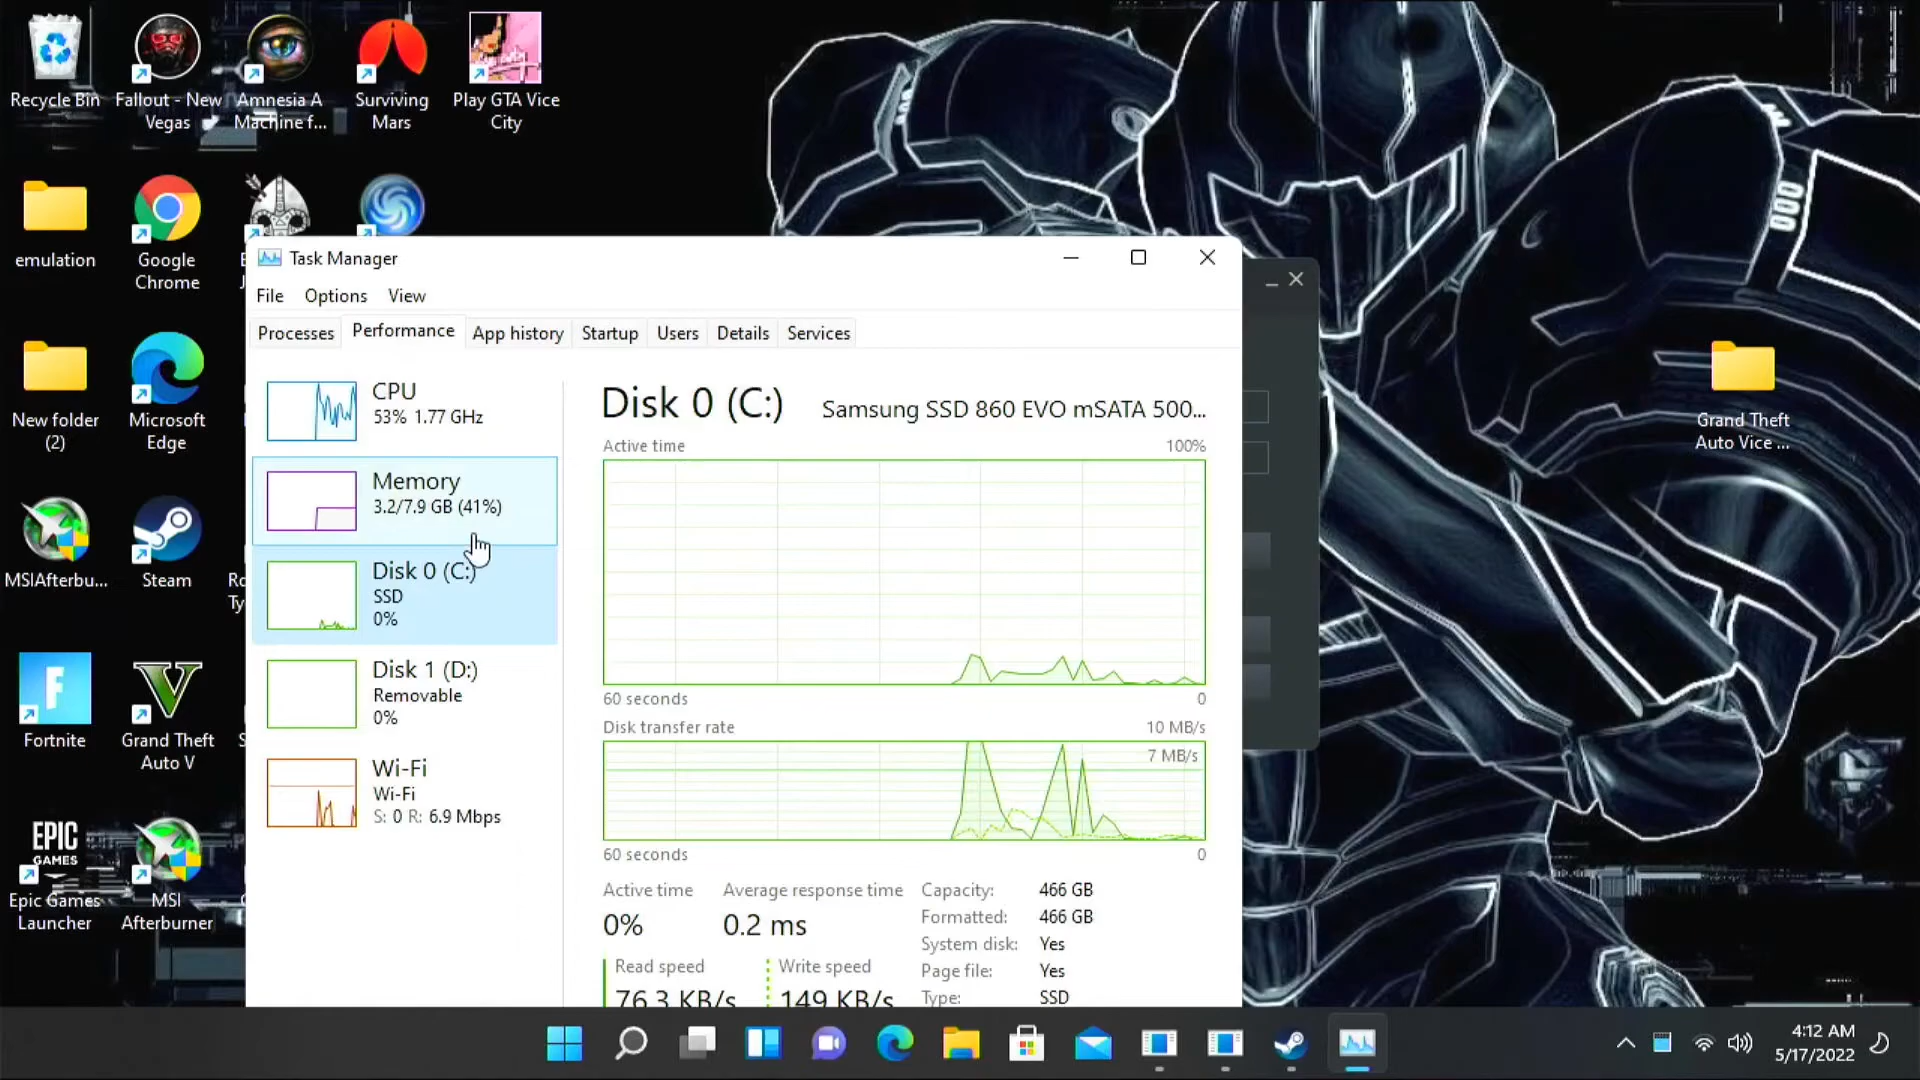 Recycle Bin
Fallout - New
Vegas
Amnesia A
Machine f...
Surviving
Mars
Play GTA Vice
City
emulation
Google
Chrome
New folder
(2)
Microsoft
Edge
MSIAfterbu...
Steam
Fortnite
Grand Theft
Auto V
EPIC
GAMES
Epic Games
Launcher
MSI
Afterburner
Grand Theft
Auto Vice ...
000
Task Manager
File Options View
Processes Performance App history Startup Users Details Services
CPU
53% 1.77 GHz
Memory
3.2/7.9 GB (41%)
Disk 0 (C:)
SSD
0%
Disk 1 (D:)
Removable
0%
Wi-Fi
Wi-Fi
S: 0 R: 6.9 Mbps
Disk 0 (C:) Samsung SSD 860 EVO mSATA 500...
Active time 100%
60 seconds 0
Disk transfer rate 10 MB/s
7 MB/s
60 seconds 0
Active time Average response time
0% 0.2 ms
Read speed Write speed
76.3 KB/s 149 KB/s
Capacity: 466 GB
Formatted: 466 GB
System disk: Yes
Page file: Yes
Type: SSD
4:12 AM
5/17/2022